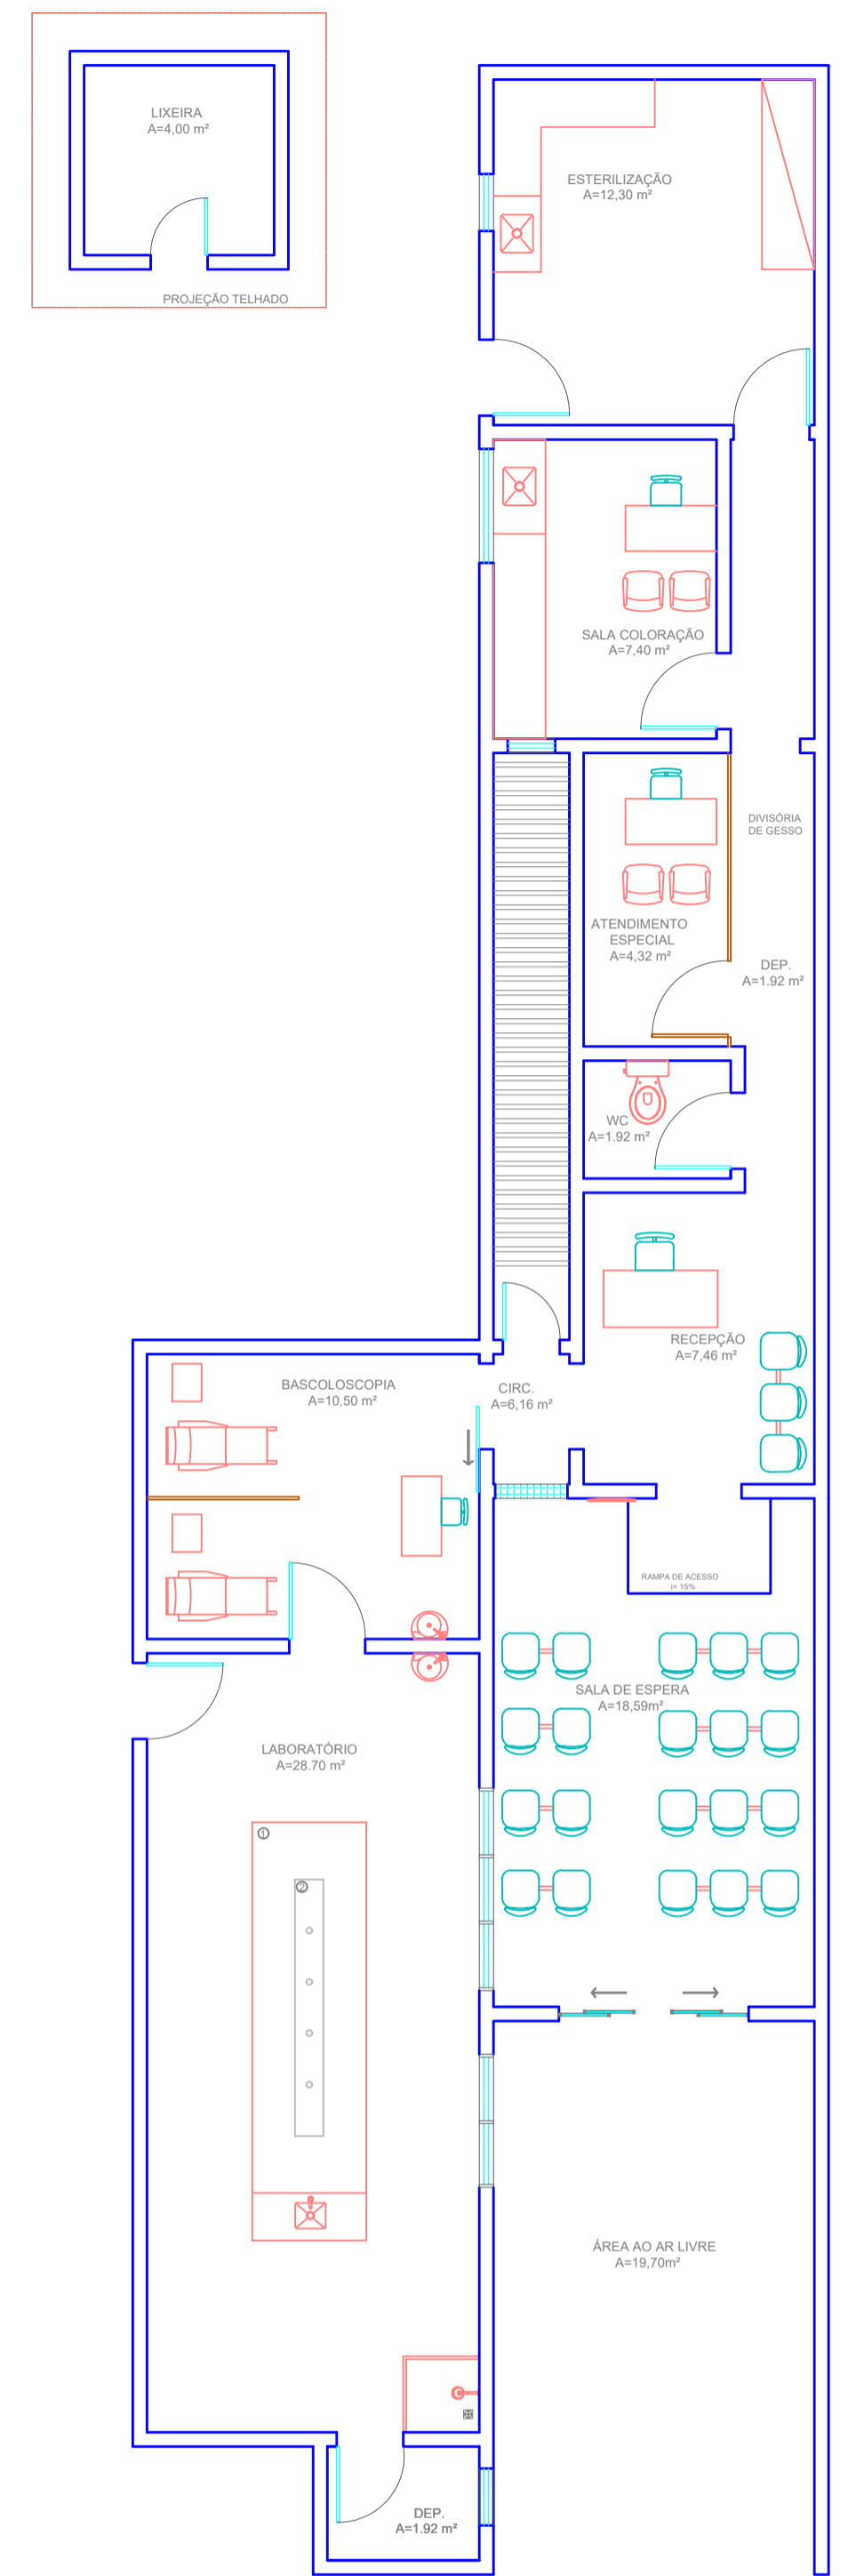 LIXEIRA
A=4,00 m²
PROJEÇÃO TELHADO
ESTERILIZAÇÃO
A=12,30 m²
SALA COLORAÇÃO
A=7,40 m²
DIVISÓRIA
DE GESSO
ATENDIMENTO
ESPECIAL
A=4,32 m²
DEP.
A=1.92 m²
WC
A=1.92 m²
RECEPÇÃO
A=7,46 m²
BASCOLOSCOPIA
A=10,50 m²
CIRC.
A=6,16 m²
RAMPA DE ACESSO
i= 15%
SALA DE ESPERA
A=18,59m²
LABORATÓRIO
A=28.70 m²
1
2
ÁREA AO AR LIVRE
A=19,70m²
DEP.
A=1.92 m²